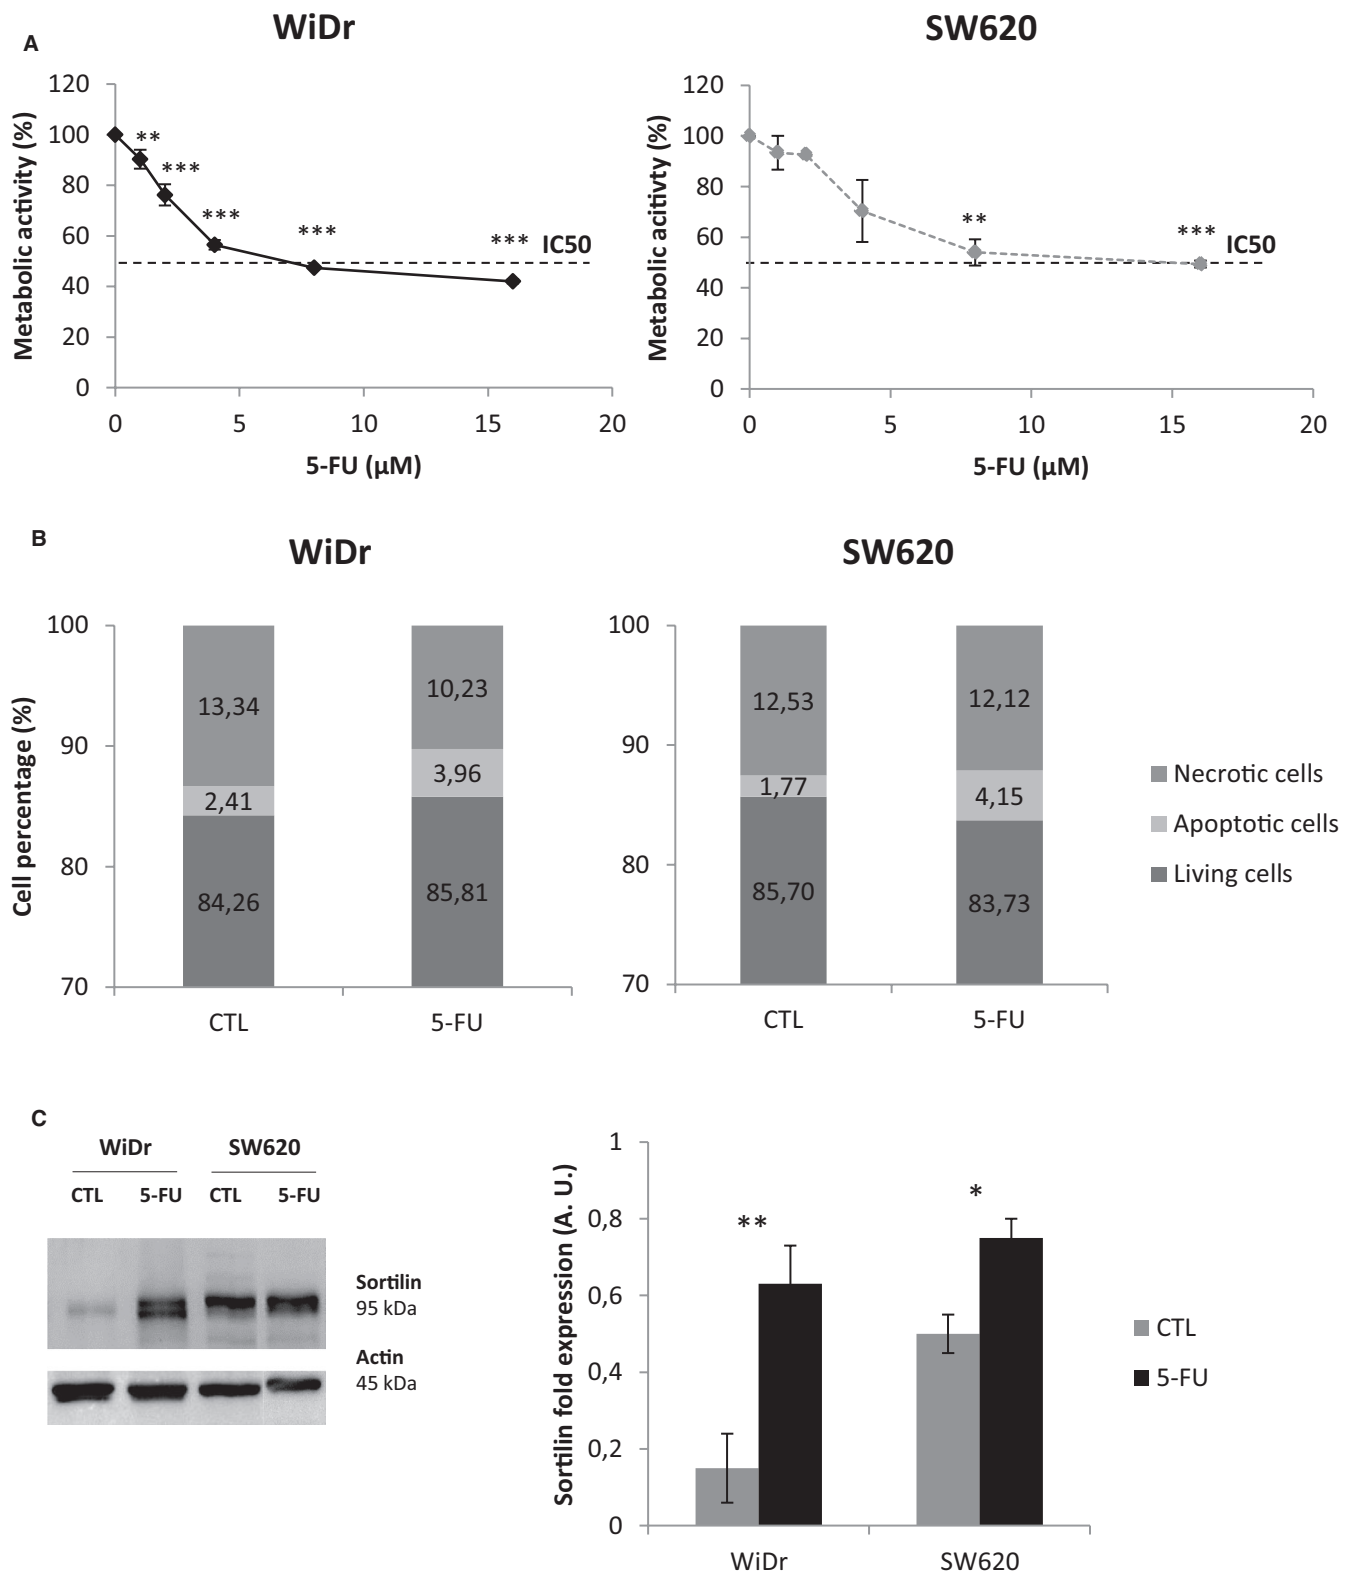 A
WiDr
SW620
Metabolic activity (%)
120
100
80
60
40
20
0
**
***
***
***
***
IC50
0 5 10 15 20
5-FU (μM)
Metabolic acitivty (%)
120
100
80
60
40
20
0
**
***
IC50
0 5 10 15 20
5-FU (μM)
B
WiDr
SW620
Cell percentage (%)
100
90
80
70
13,34
2,41
84,26
10,23
3,96
85,81
CTL 5-FU
100
90
80
70
12,53
1,77
85,70
12,12
4,15
83,73
CTL 5-FU
Necrotic cells
Apoptotic cells
Living cells
C
WiDr SW620
CTL 5-FU CTL 5-FU
Sortilin
95 kDa
Actin
45 kDa
Sortilin fold expression (A. U.)
1
0,8
0,6
0,4
0,2
0
**
*
WiDr SW620
CTL
5-FU